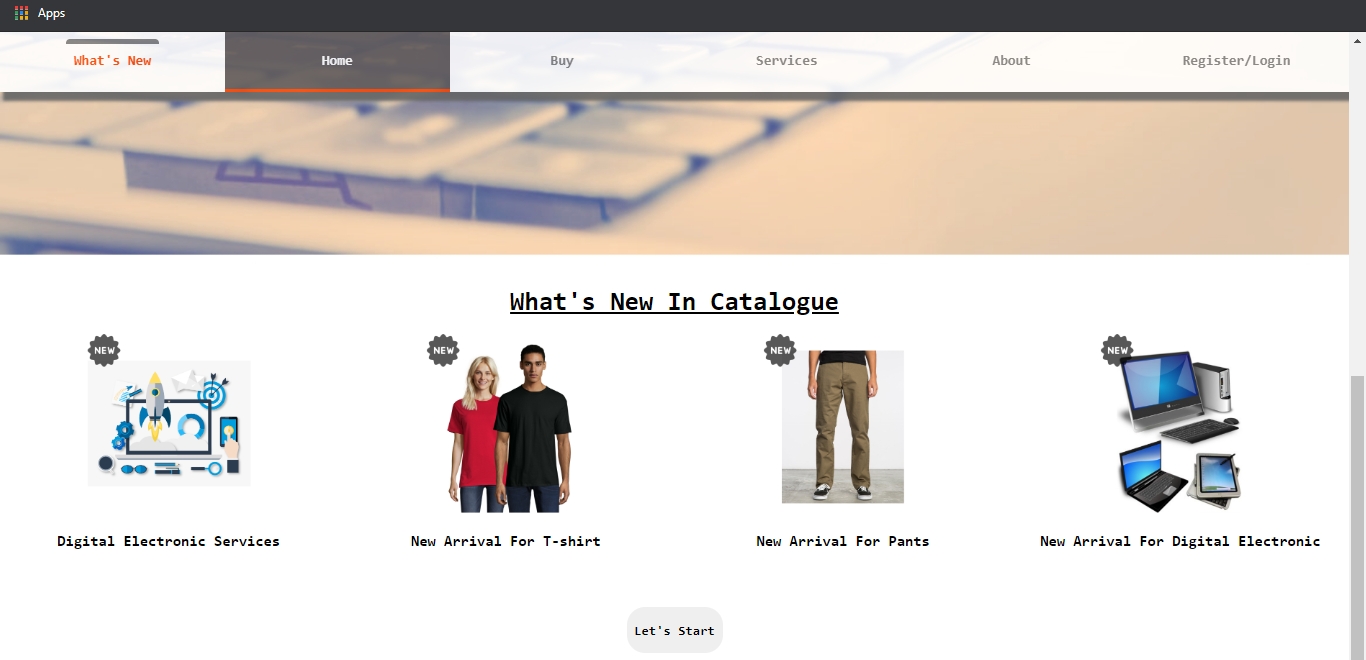 Apps
What's New Home Buy Services About Register/Login
What's New In Catalogue
NEW NEW NEW NEW
Digital Electronic Services New Arrival For T-shirt New Arrival For Pants New Arrival For Digital Electronic
Let's Start